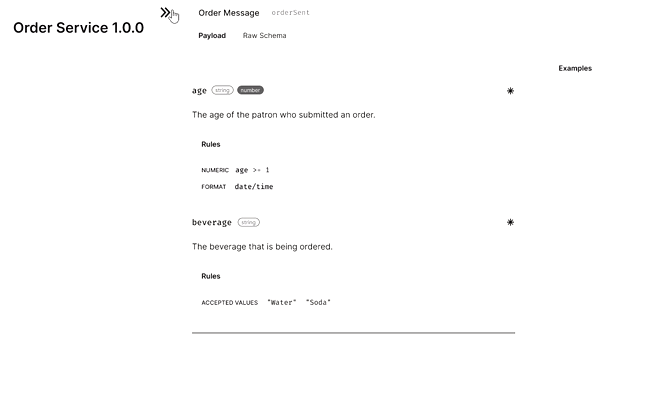 Order Service 1.0.0
Order Message orderSent
Payload Raw Schema
Examples
age string number
The age of the patron who submitted an order.
Rules
NUMERIC age >= 1
FORMAT date/time
beverage string
The beverage that is being ordered.
Rules
ACCEPTED VALUES "Water" "Soda"